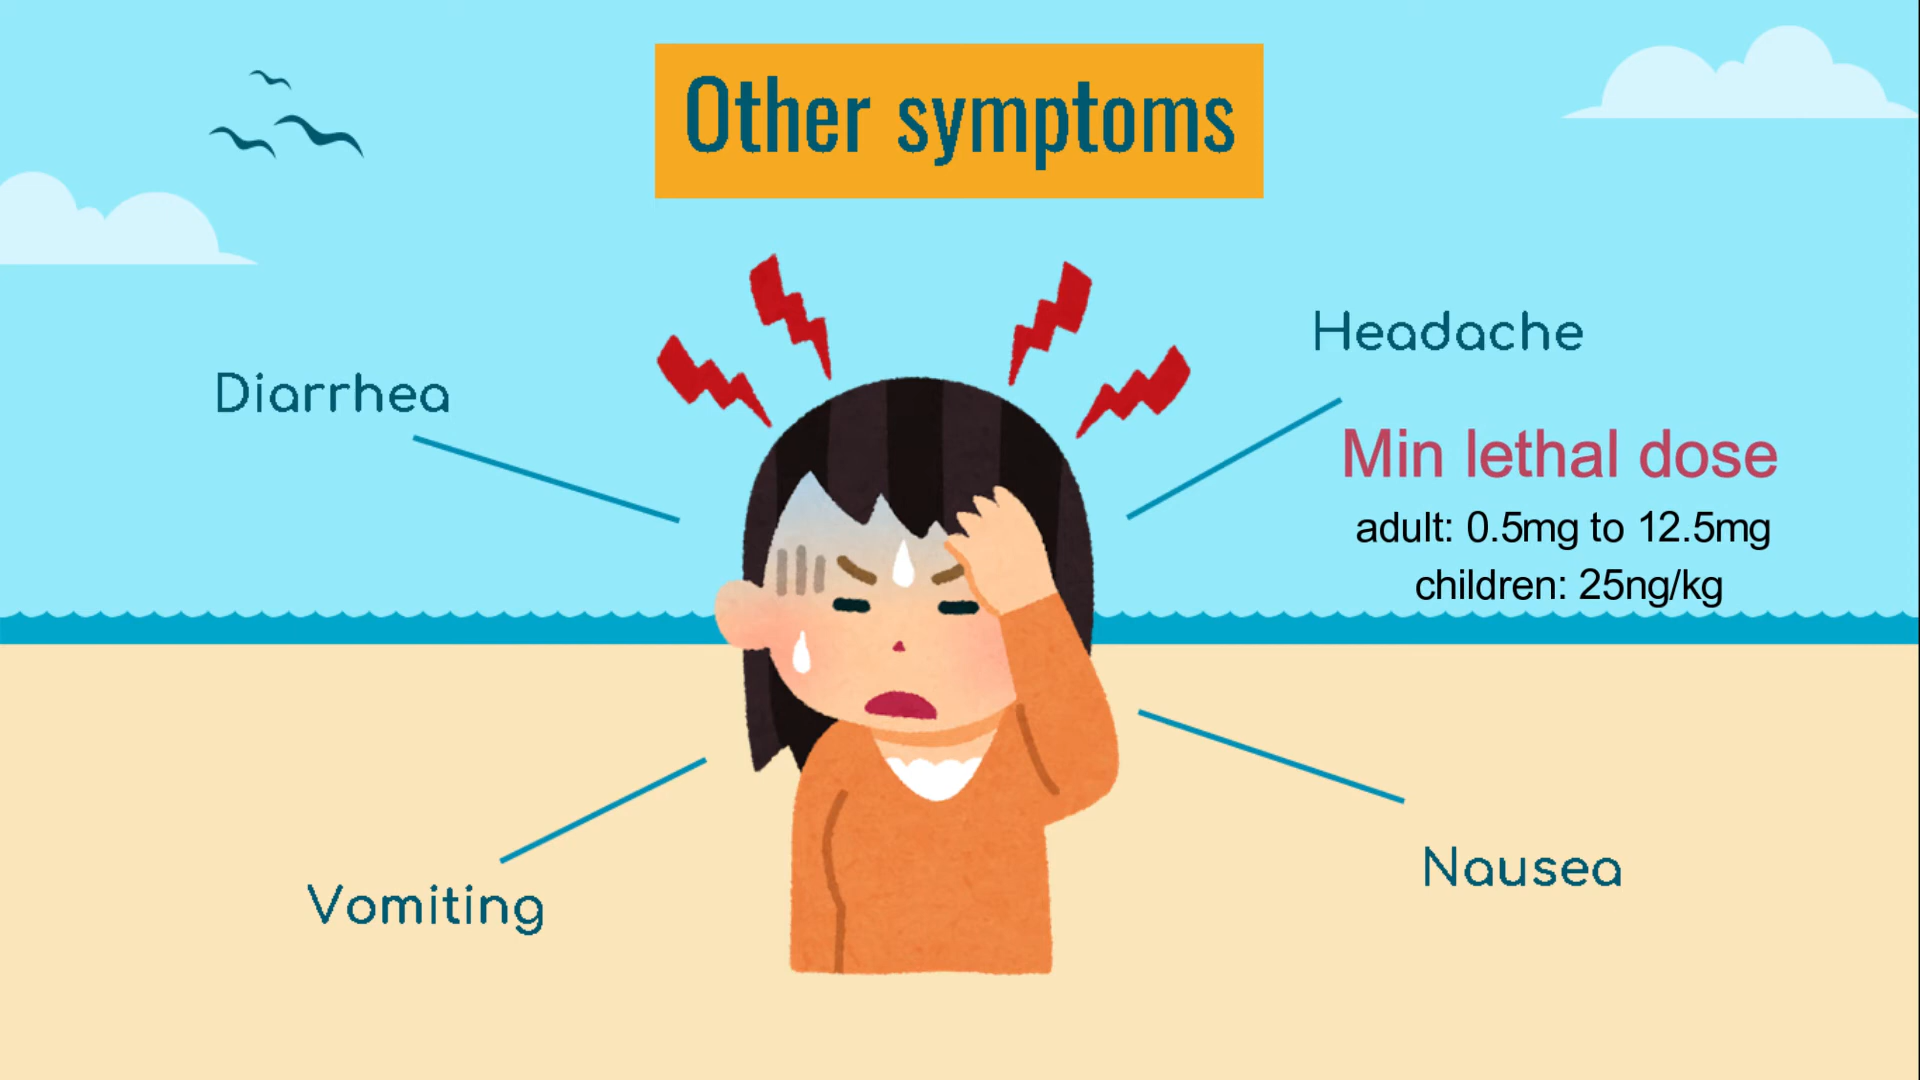 Other symptoms
Diarrhea
Headache
Min lethal dose
adult: 0.5mg to 12.5mg
children: 25ng/kg
Vomiting
Nausea